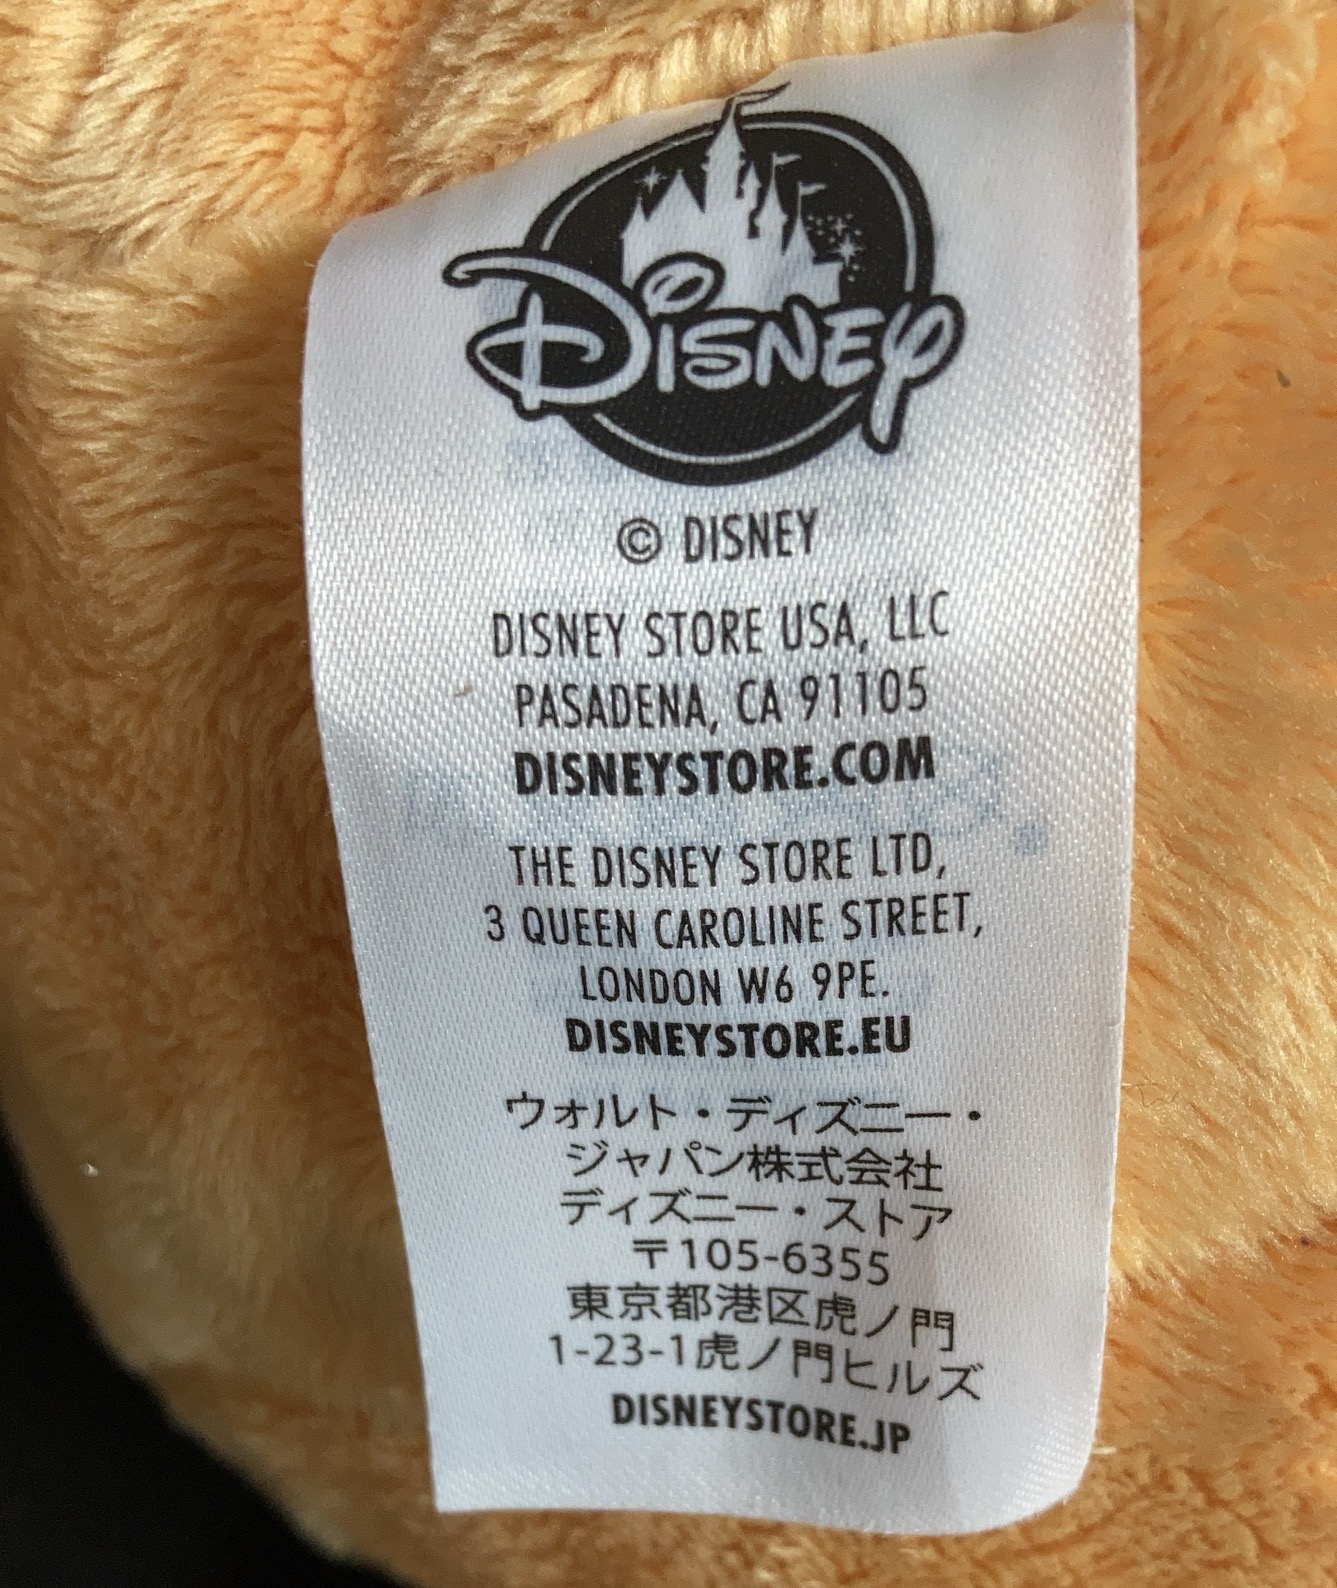 DISNEY
© DISNEY
DISNEY STORE USA, LLC
PASADENA, CA 91105
DISNEYSTORE.COM
THE DISNEY STORE LTD,
3 QUEEN CAROLINE STREET,
LONDON W6 9PE.
DISNEYSTORE.EU
ウォルト・ディズニー・
ジャパン株式会社
ディズニー・ストア
〒105-6355
東京都港区虎ノ門
1-23-1虎ノ門ヒルズ
DISNEYSTORE.JP